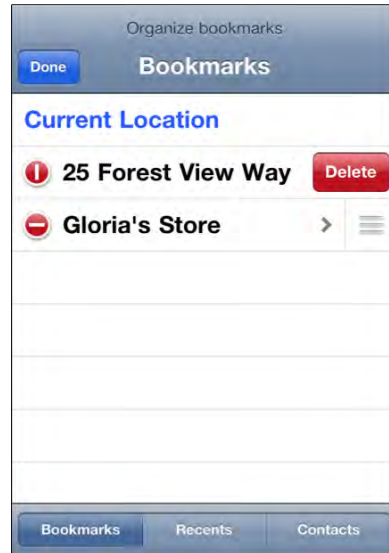 Organize bookmarks
Done
Bookmarks
Current Location
25 Forest View Way
Delete
Gloria's Store
Bookmarks
Recents
Contacts